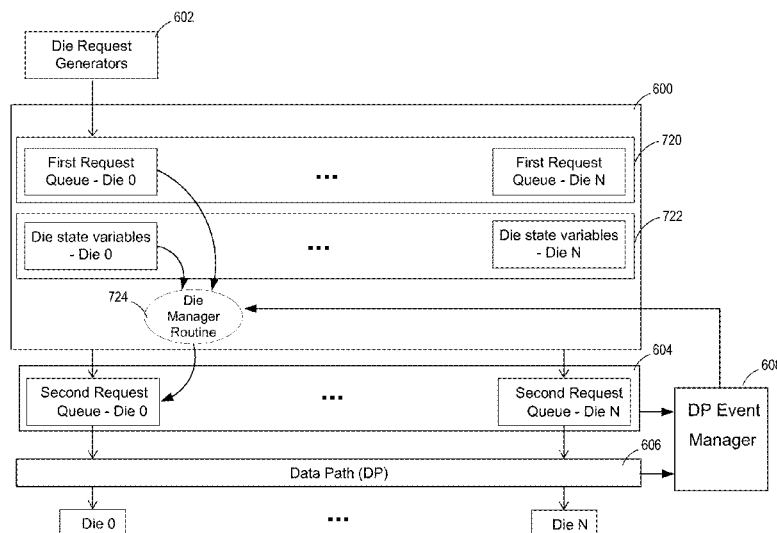 602
Die Request
Generators
600
First Request
Queue - Die 0
...
First Request
Queue - Die N
720
Die state variables
- Die 0
...
Die state variables
- Die N
722
724
Die
Manager
Routine
604
Second Request
Queue - Die 0
...
Second Request
Queue - Die N
608
DP Event
Manager
606
Data Path (DP)
Die 0
...
Die N